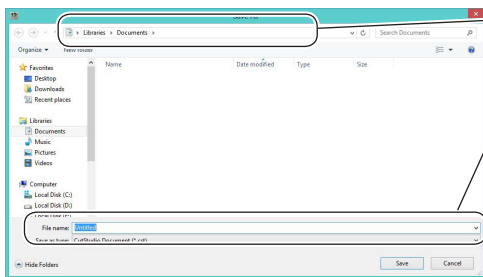 Save As
Libraries › Documents ›
Search Documents
Organize
New folder
Name
Date modified
Type
Size
Favorites
Desktop
Downloads
Recent places
Libraries
Documents
Music
Pictures
Videos
Computer
Local Disk (C:)
Local Disk (D:)
Local Disk (E:)
File name: Untitled
Save as type: CutStudio Document (*.cst)
Hide Folders
Save
Cancel